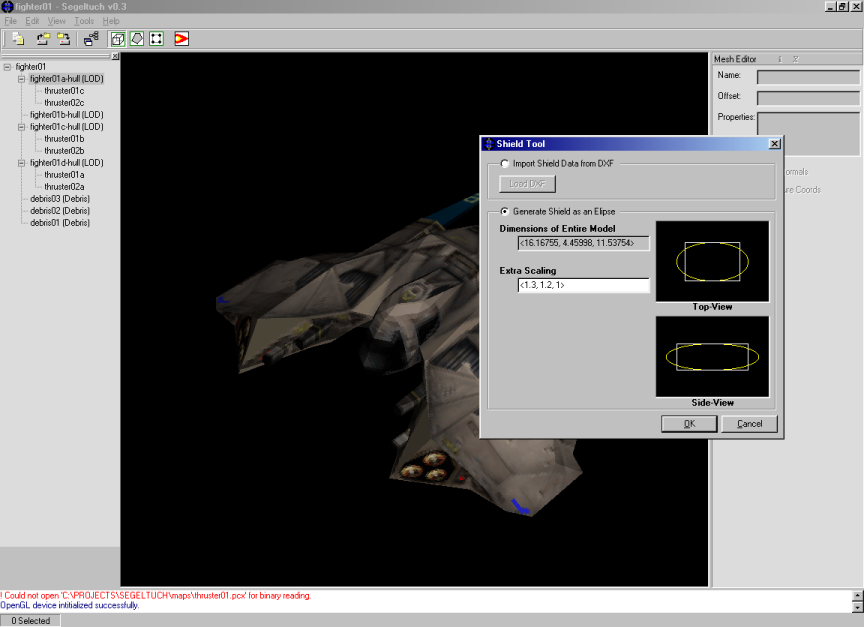 fighter01 - Segeltuch v0.3
File Edit View Tools Help
fighter01
fighter01a-hull (LOD)
thruster01c
thruster02c
fighter01b-hull (LOD)
fighter01c-hull (LOD)
thruster01b
thruster02b
fighter01d-hull (LOD)
thruster01a
thruster02a
debris03 (Debris)
debris02 (Debris)
debris01 (Debris)
Mesh Editor
Name:
Offset:
Properties:
ormals
ure Coords
Shield Tool
Import Shield Data from DXF
Load DXF
Generate Shield as an Elipse
Dimensions of Entire Model
<16.16755, 4.45998, 11.53754>
Extra Scaling
<1.3, 1.2, 1>
Top-View
Side-View
OK Cancel
! Could not open 'C:\PROJECTS\SEGELTUCH\maps\thruster01.pcx' for binary reading.
OpenGL device intitialized successfully.
0 Selected